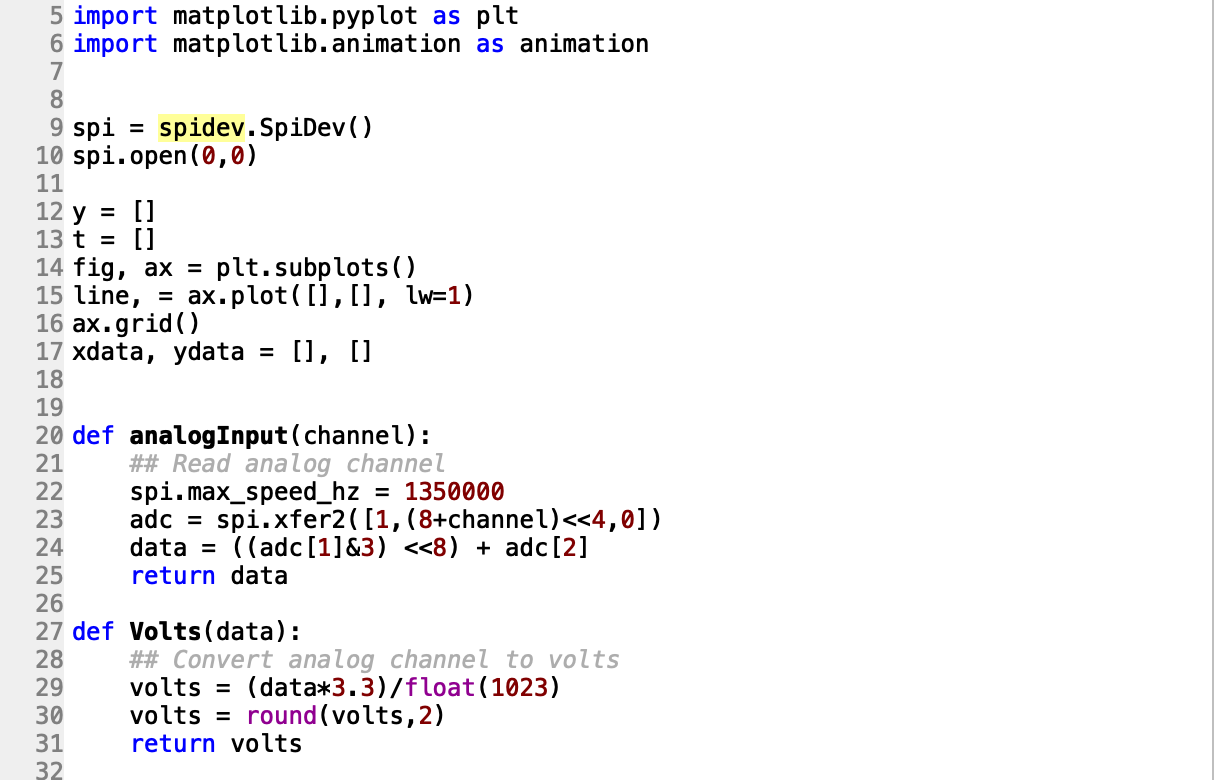 5 import matplotlib.pyplot as plt
6 import matplotlib.animation as animation
7
8
9 spi = spidev.SpiDev()
10 spi.open(0,0)
11
12 y = []
13 t = []
14 fig, ax = plt.subplots()
15 line, = ax.plot([],[], lw=1)
16 ax.grid()
17 xdata, ydata = [], []
18
19
20 def analogInput(channel):
21     ## Read analog channel
22     spi.max_speed_hz = 1350000
23     adc = spi.xfer2([1,(8+channel)<<4,0])
24     data = ((adc[1]&3) <<8) + adc[2]
25     return data
26
27 def Volts(data):
28     ## Convert analog channel to volts
29     volts = (data*3.3)/float(1023)
30     volts = round(volts,2)
31     return volts
32